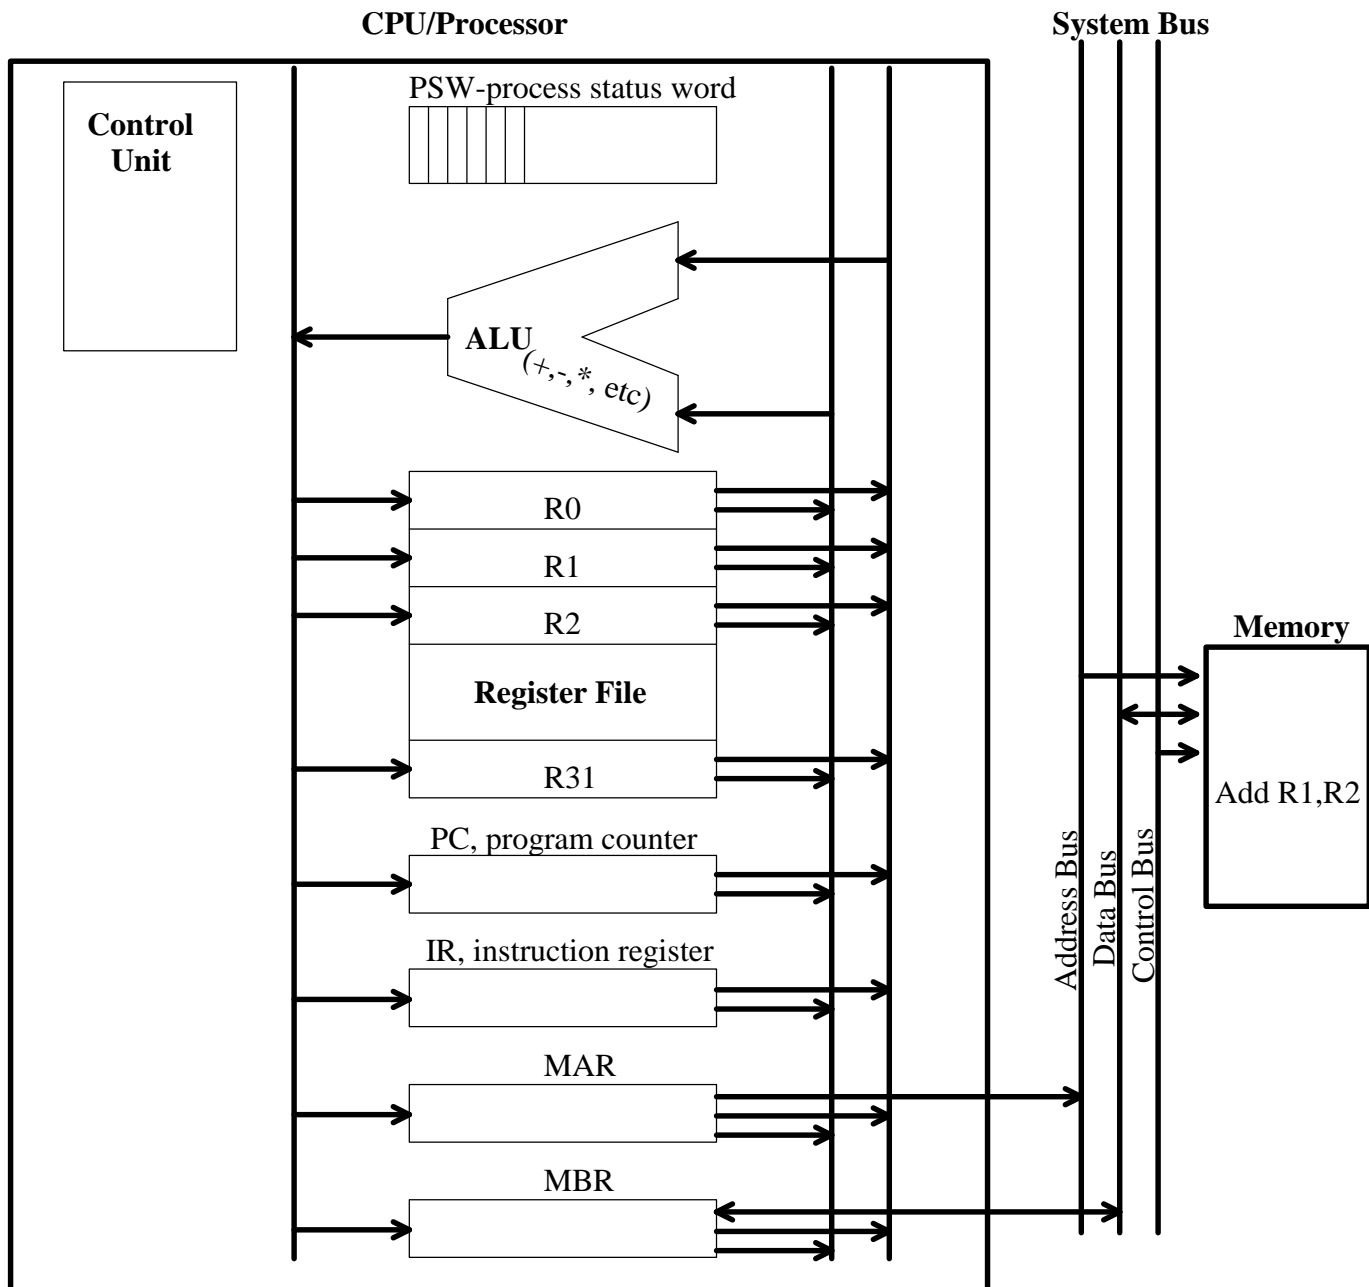 CPU/Processor
System Bus
PSW-process status word
Control
Unit
ALU
(+,-,*, etc)
R0
R1
R2
Register File
R31
Memory
Add R1,R2
PC, program counter
Address Bus
Data Bus
Control Bus
IR, instruction register
MAR
MBR